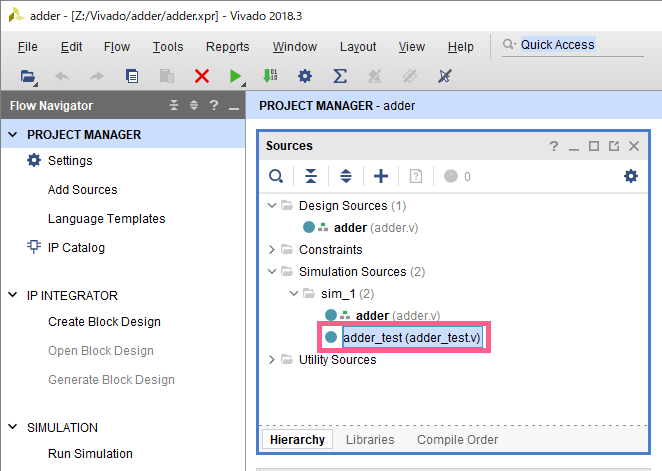 adder - [Z:/Vivado/adder/adder.xpr] - Vivado 2018.3
File Edit Flow Tools Reports Window Layout View Help Quick Access
Flow Navigator
PROJECT MANAGER
Settings
Add Sources
Language Templates
IP Catalog
IP INTEGRATOR
Create Block Design
Open Block Design
Generate Block Design
SIMULATION
Run Simulation
PROJECT MANAGER - adder
Sources
0
Design Sources (1)
adder (adder.v)
Constraints
Simulation Sources (2)
sim_1 (2)
adder (adder.v)
adder_test (adder_test.v)
Utility Sources
Hierarchy Libraries Compile Order